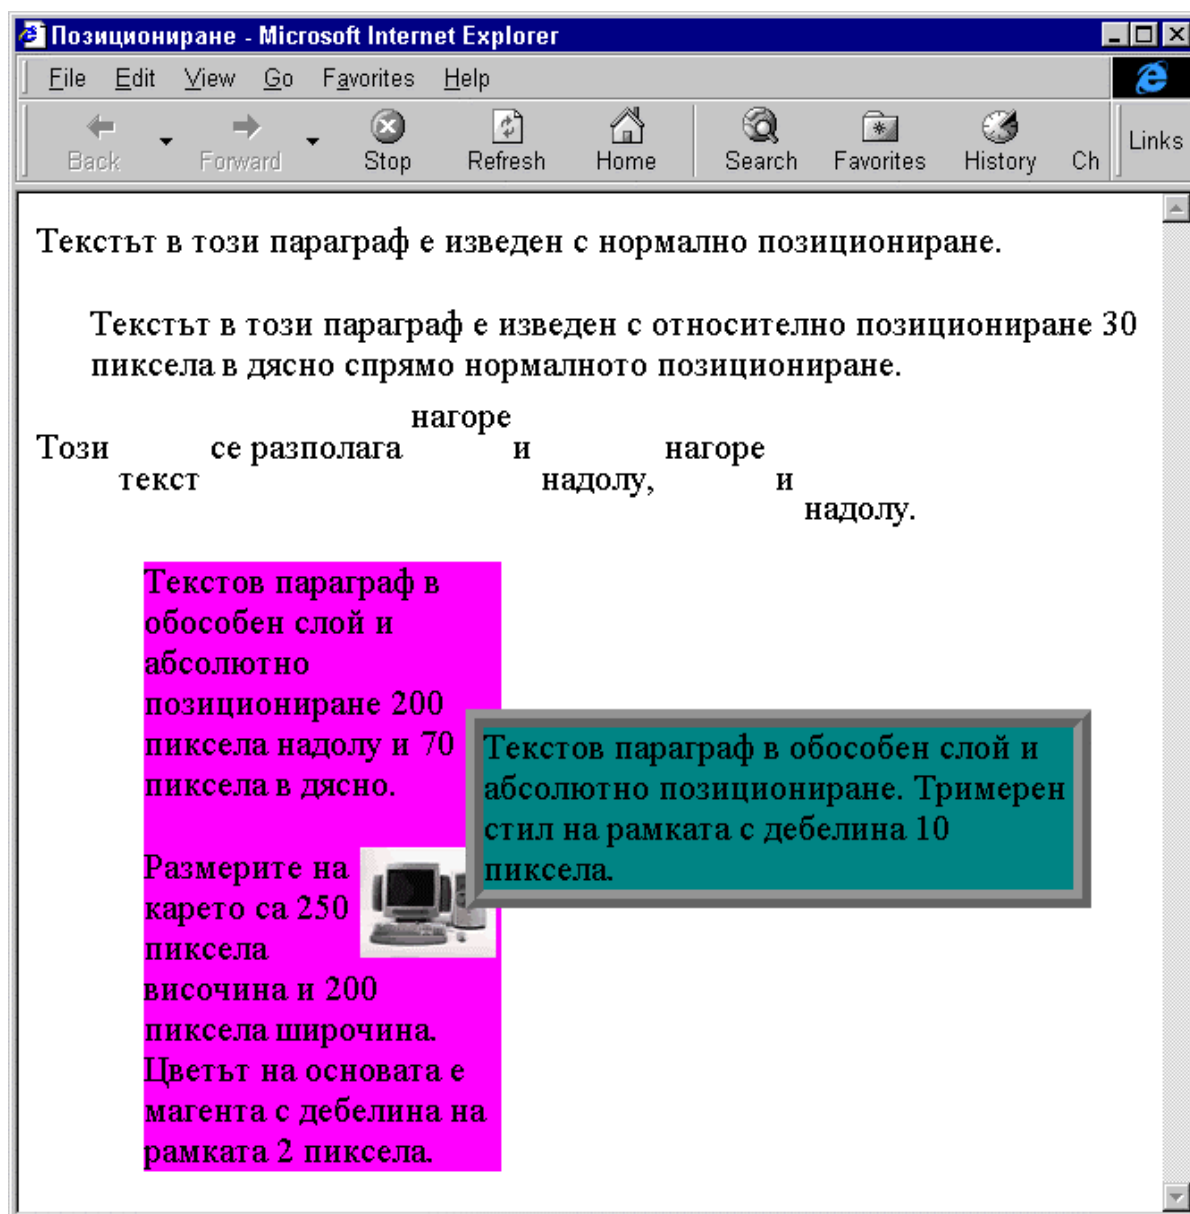 Позициониране - Microsoft Internet Explorer
File Edit View Go Favorites Help
Back Forward Stop Refresh Home Search Favorites History Ch Links
Текстът в този параграф е изведен с нормално позициониране.
Текстът в този параграф е изведен с относително позициониране 30
пиксела в дясно спрямо нормалното позициониране.
Този текст се разполага нагоре и надолу, нагоре и надолу.
Текстов параграф в
обособен слой и
абсолютно
позициониране 200
пиксела надолу и 70
пиксела в дясно.
Размерите на
карето са 250
пиксела
височина и 200
пиксела широчина.
Цветът на основата е
магента с дебелина на
рамката 2 пиксела.
Текстов параграф в обособен слой и
абсолютно позициониране. Тримерен
стил на рамката с дебелина 10
пиксела.